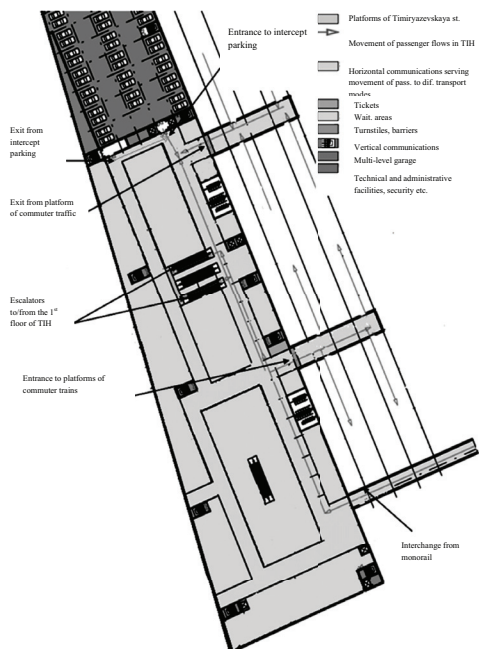 Entrance to intercept
parking
Platforms of Timiryazevskaya st.
Movement of passenger flows in TIH
Horizontal communications serving
movement of pass. to dif. transport
modes
Tickets
Wait. areas
Turnstiles, barriers
Vertical communications
Multi-level garage
Technical and administrative
facilities, security etc.
Exit from
intercept
parking
Exit from platform
of commuter traffic
Escalators
to/from the 1st
floor of TIH
Entrance to platforms of
commuter trains
Interchange from
monorail